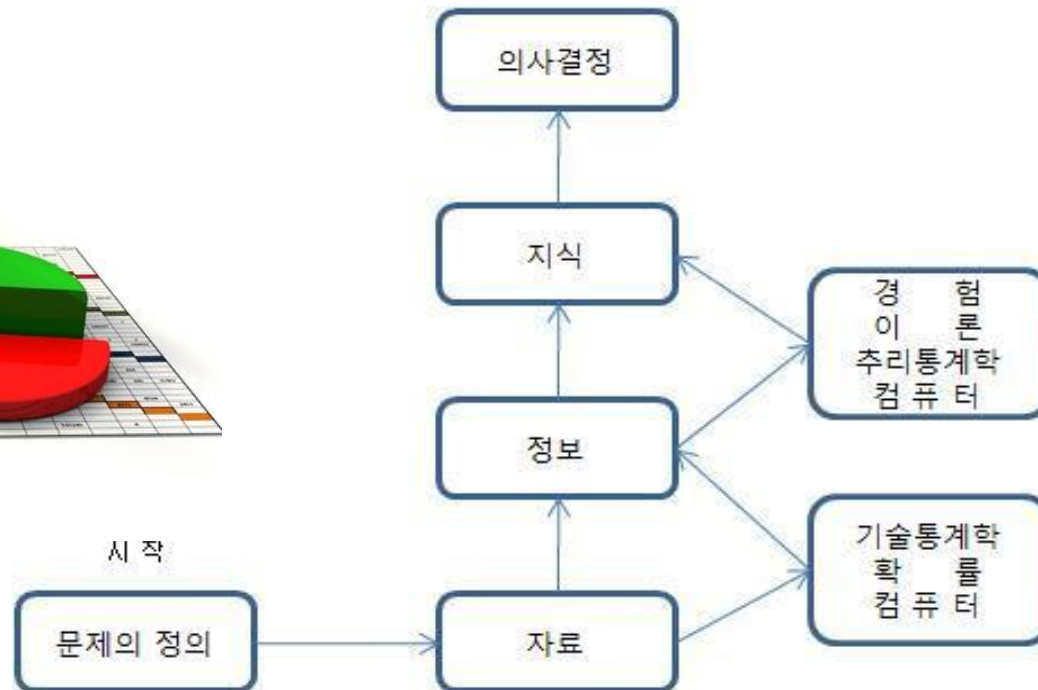 의사결정
지식
경 험
이 론
추리통계학
컴 퓨 터
정보
기술통계학
확 률
컴 퓨 터
시 작
문제의 정의
자료